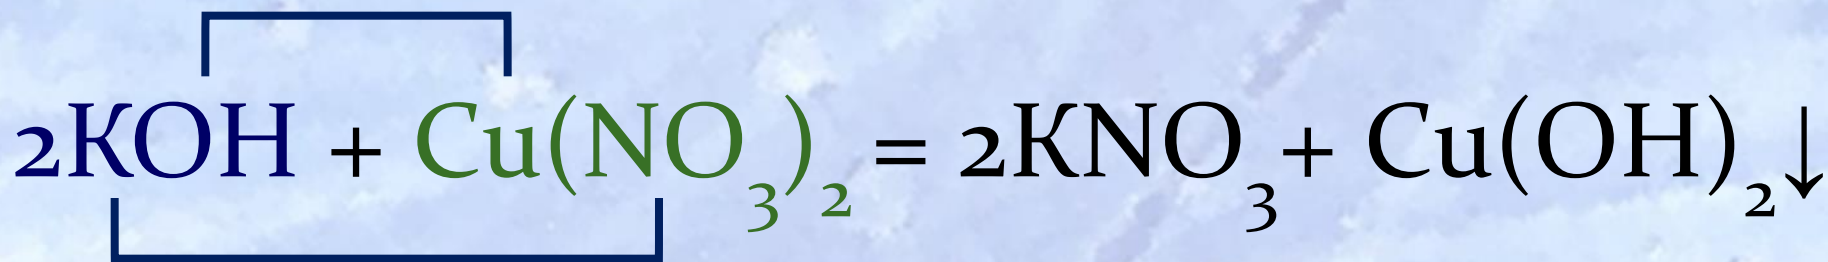 2KOH + Cu(NO₃)₂ = 2KNO₃ + Cu(OH)₂↓